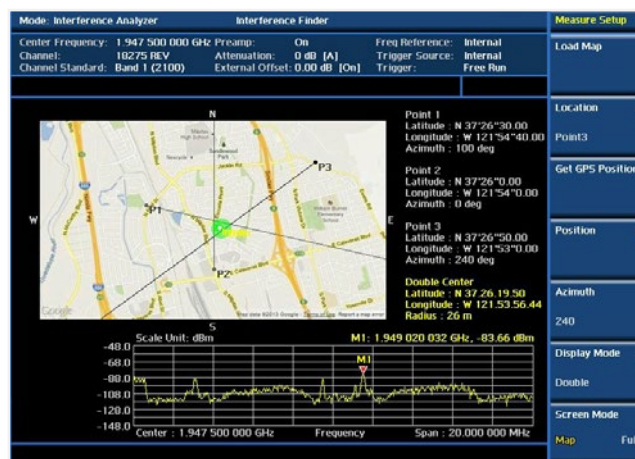 Mode: Interference Analyzer
Interference Finder
Center Frequency: 1.947 500 000 GHz
Channel: 18275 REV
Channel Standard: Band 1 (2100)
Preamp: On
Attenuation: 0 dB [A]
External Offset: 0.00 dB [On]
Freq Reference: Internal
Trigger Source: Internal
Trigger: Free Run
N
W
E
S
P1
P2
P3
Google
Point 1
Latitude : N 37'26"30.00
Longitude : W 121'54"40.00
Azimuth : 100 deg
Point 2
Latitude : N 37'26"0.00
Longitude : W 121'54"0.00
Azimuth : 0 deg
Point 3
Latitude : N 37'26"50.00
Longitude : W 121'53"0.00
Azimuth : 240 deg
Double Center
Latitude : N 37.26.19.50
Longitude : W 121.53.56.44
Radius : 26 m
Scale Unit: dBm
M1: 1.949 020 032 GHz, -83.66 dBm
M1
-48.0
-68.0
-88.0
-108.0
-128.0
-148.0
Center : 1.947 500 000 GHz
Frequency
Span : 20.000 000 MHz
Measure Setup
Load Map
Location
Point3
Get GPS Position
Position
Azimuth
240
Display Mode
Double
Screen Mode
Map
Full